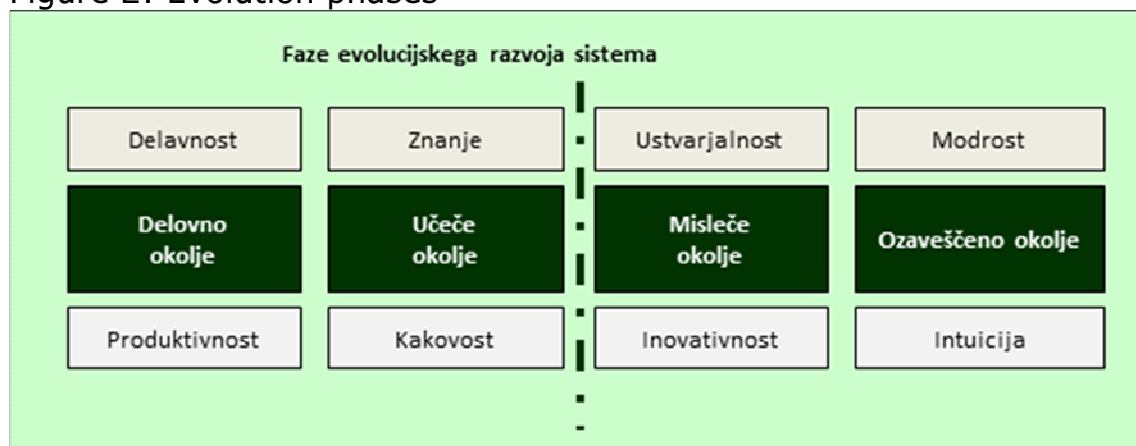 Figure 2: Evolution phases
Faze evolucijskega razvoja sistema
Delavnost
Znanje
Ustvarjalnost
Modrost
Delovno
okolje
Učeče
okolje
Misleče
okolje
Ozaveščeno okolje
Produktivnost
Kakovost
Inovativnost
Intuicija